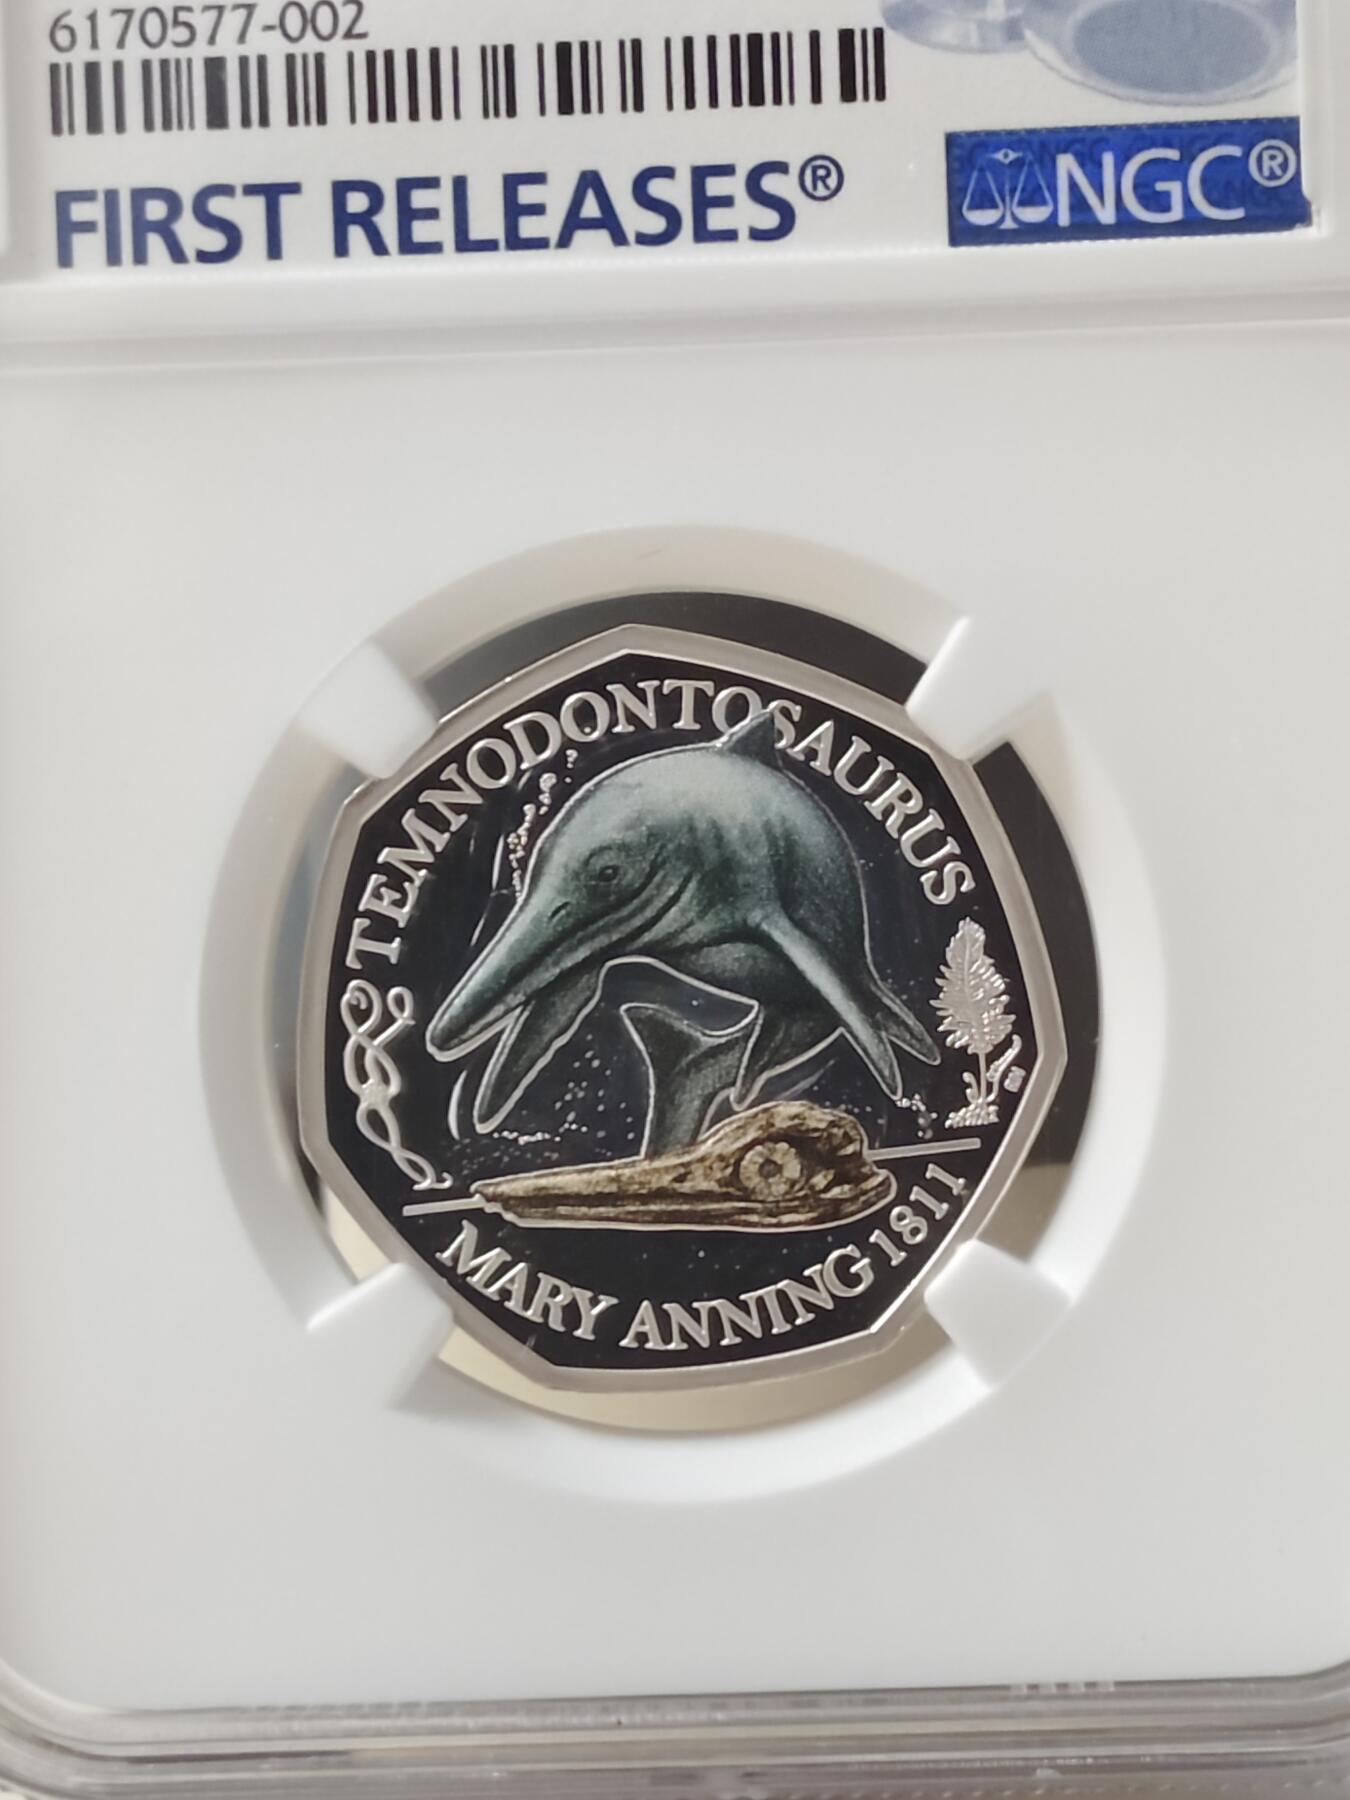 6170577-002
FIRST RELEASES®
NGC®
TEMNODONTOSAURUS
MARY ANNING 1811